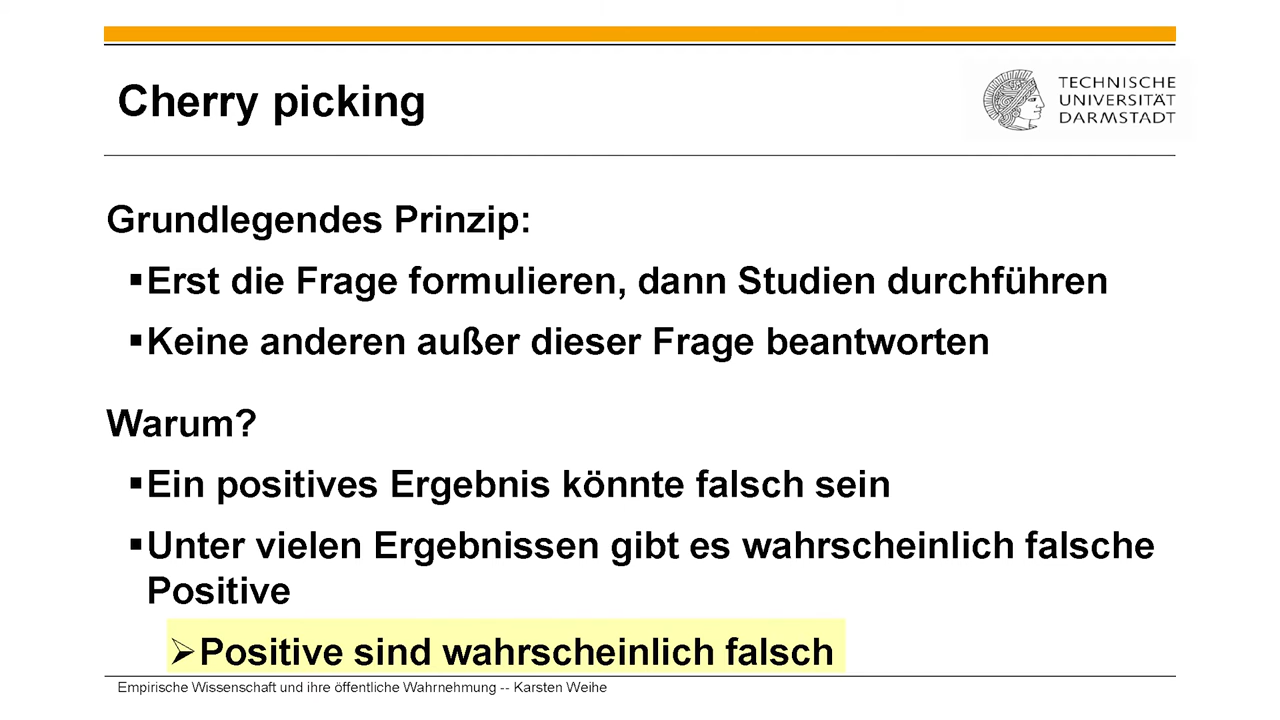 Cherry picking
TECHNISCHE
UNIVERSITÄT
DARMSTADT
Grundlegendes Prinzip:
▪Erst die Frage formulieren, dann Studien durchführen
▪Keine anderen außer dieser Frage beantworten
Warum?
▪Ein positives Ergebnis könnte falsch sein
▪Unter vielen Ergebnissen gibt es wahrscheinlich falsche
Positive
➢Positive sind wahrscheinlich falsch
Empirische Wissenschaft und ihre öffentliche Wahrnehmung -- Karsten Weihe